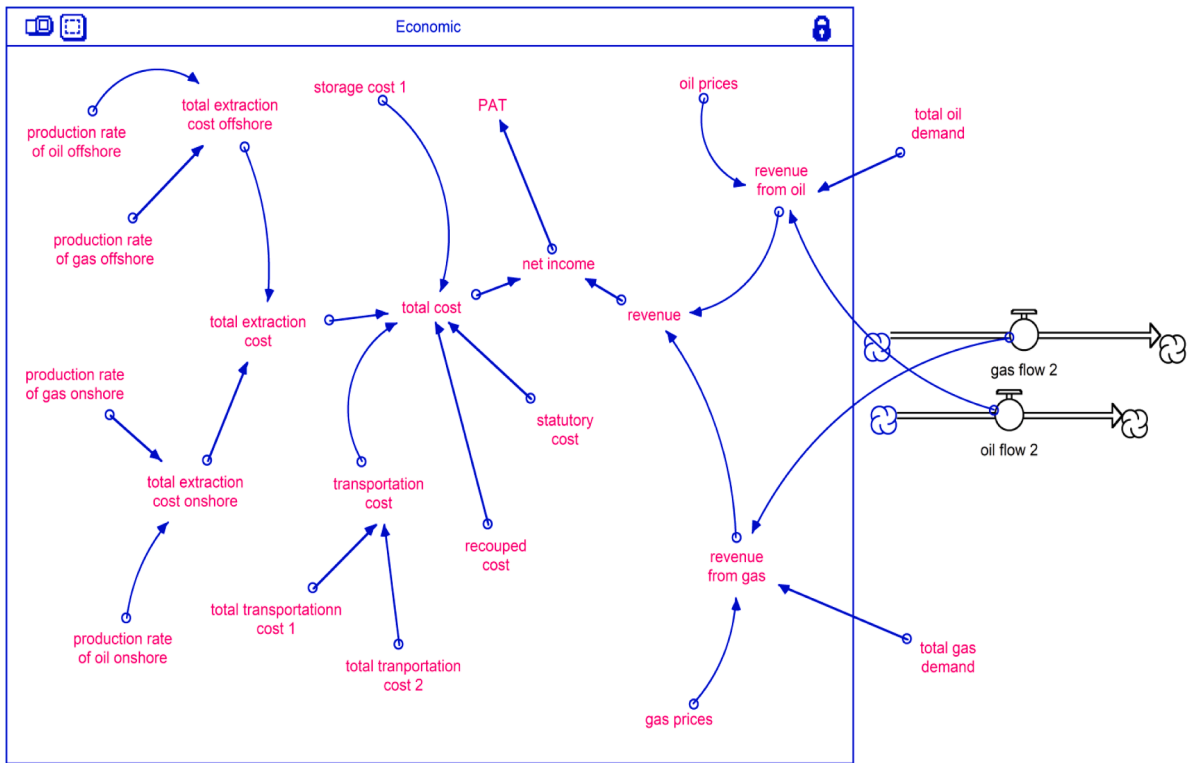 Economic
storage cost 1
oil prices
total extraction
cost offshore
PAT
total oil
demand
production rate
of oil offshore
revenue
from oil
production rate
of gas offshore
net income
total cost
total extraction
cost
revenue
gas flow 2
production rate
of gas onshore
statutory
cost
oil flow 2
total extraction
cost onshore
transportation
cost
recouped
cost
revenue
from gas
total transportationn
cost 1
production rate
of oil onshore
total tranportation
cost 2
total gas
demand
gas prices